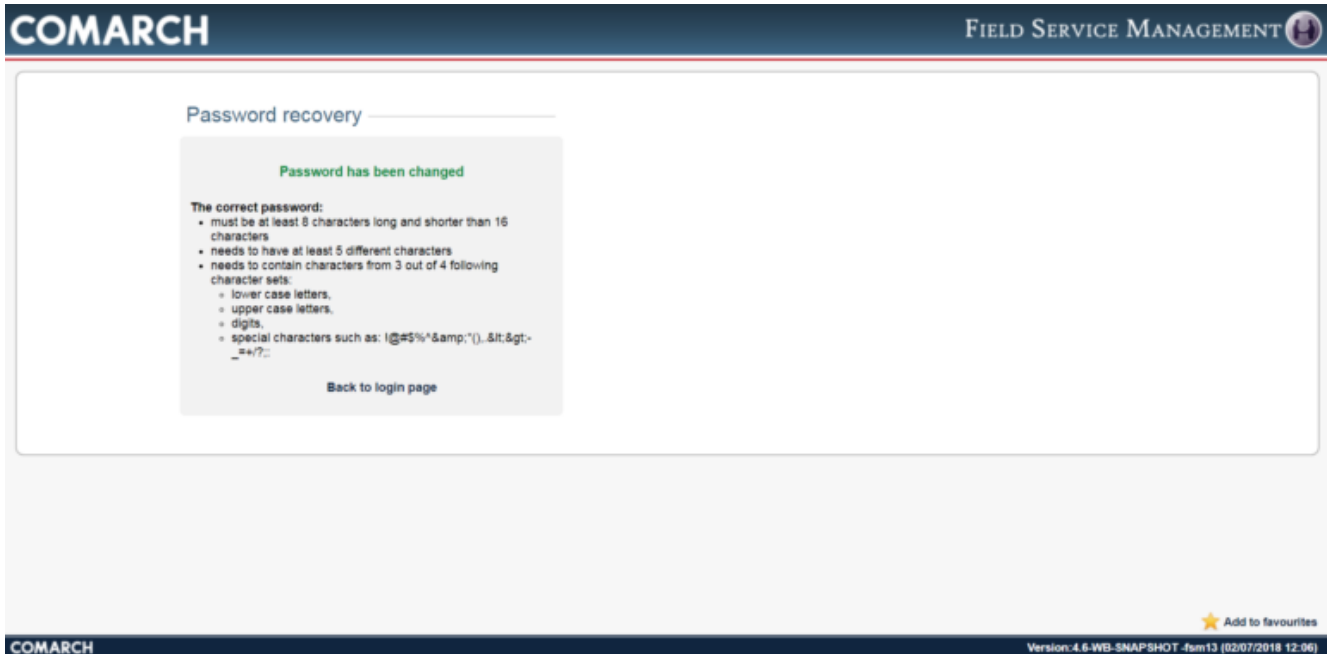 COMARCH
FIELD SERVICE MANAGEMENT
Password recovery
Password has been changed
The correct password:
must be at least 8 characters long and shorter than 16
characters
needs to have at least 5 different characters
needs to contain characters from 3 out of 4 following
character sets:
lower case letters,
upper case letters,
digits,
special characters such as: !@#$%^&amp;*(),.&lt;&gt;-
_=+/?;:
Back to login page
Add to favourites
COMARCH
Version:4.6-WB-SNAPSHOT -fsm13 (02/07/2018 12:06)